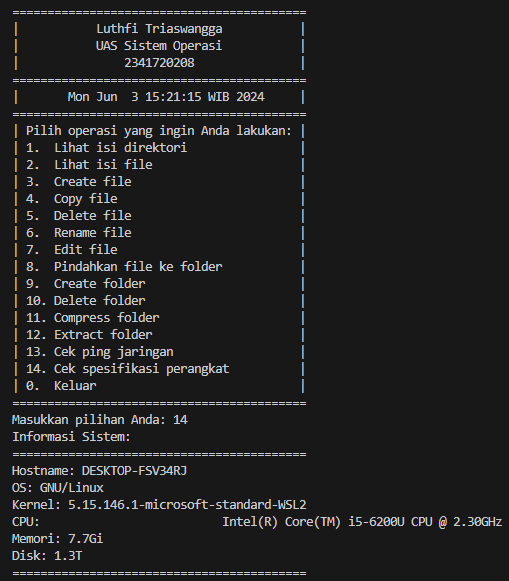 ==========================================
|           Luthfi Triaswangga           |
|           UAS Sistem Operasi           |
|               2341720208               |
==========================================
|       Mon Jun  3 15:21:15 WIB 2024     |
==========================================
| Pilih operasi yang ingin Anda lakukan: |
| 1.  Lihat isi direktori                |
| 2.  Lihat isi file                     |
| 3.  Create file                        |
| 4.  Copy file                          |
| 5.  Delete file                        |
| 6.  Rename file                        |
| 7.  Edit file                          |
| 8.  Pindahkan file ke folder           |
| 9.  Create folder                      |
| 10. Delete folder                      |
| 11. Compress folder                    |
| 12. Extract folder                     |
| 13. Cek ping jaringan                  |
| 14. Cek spesifikasi perangkat          |
| 0.  Keluar                             |
==========================================
Masukkan pilihan Anda: 14
Informasi Sistem:
==========================================
Hostname: DESKTOP-FSV34RJ
OS: GNU/Linux
Kernel: 5.15.146.1-microsoft-standard-WSL2
CPU:                          Intel(R) Core(TM) i5-6200U CPU @ 2.30GHz
Memori: 7.7Gi
Disk: 1.3T
==========================================